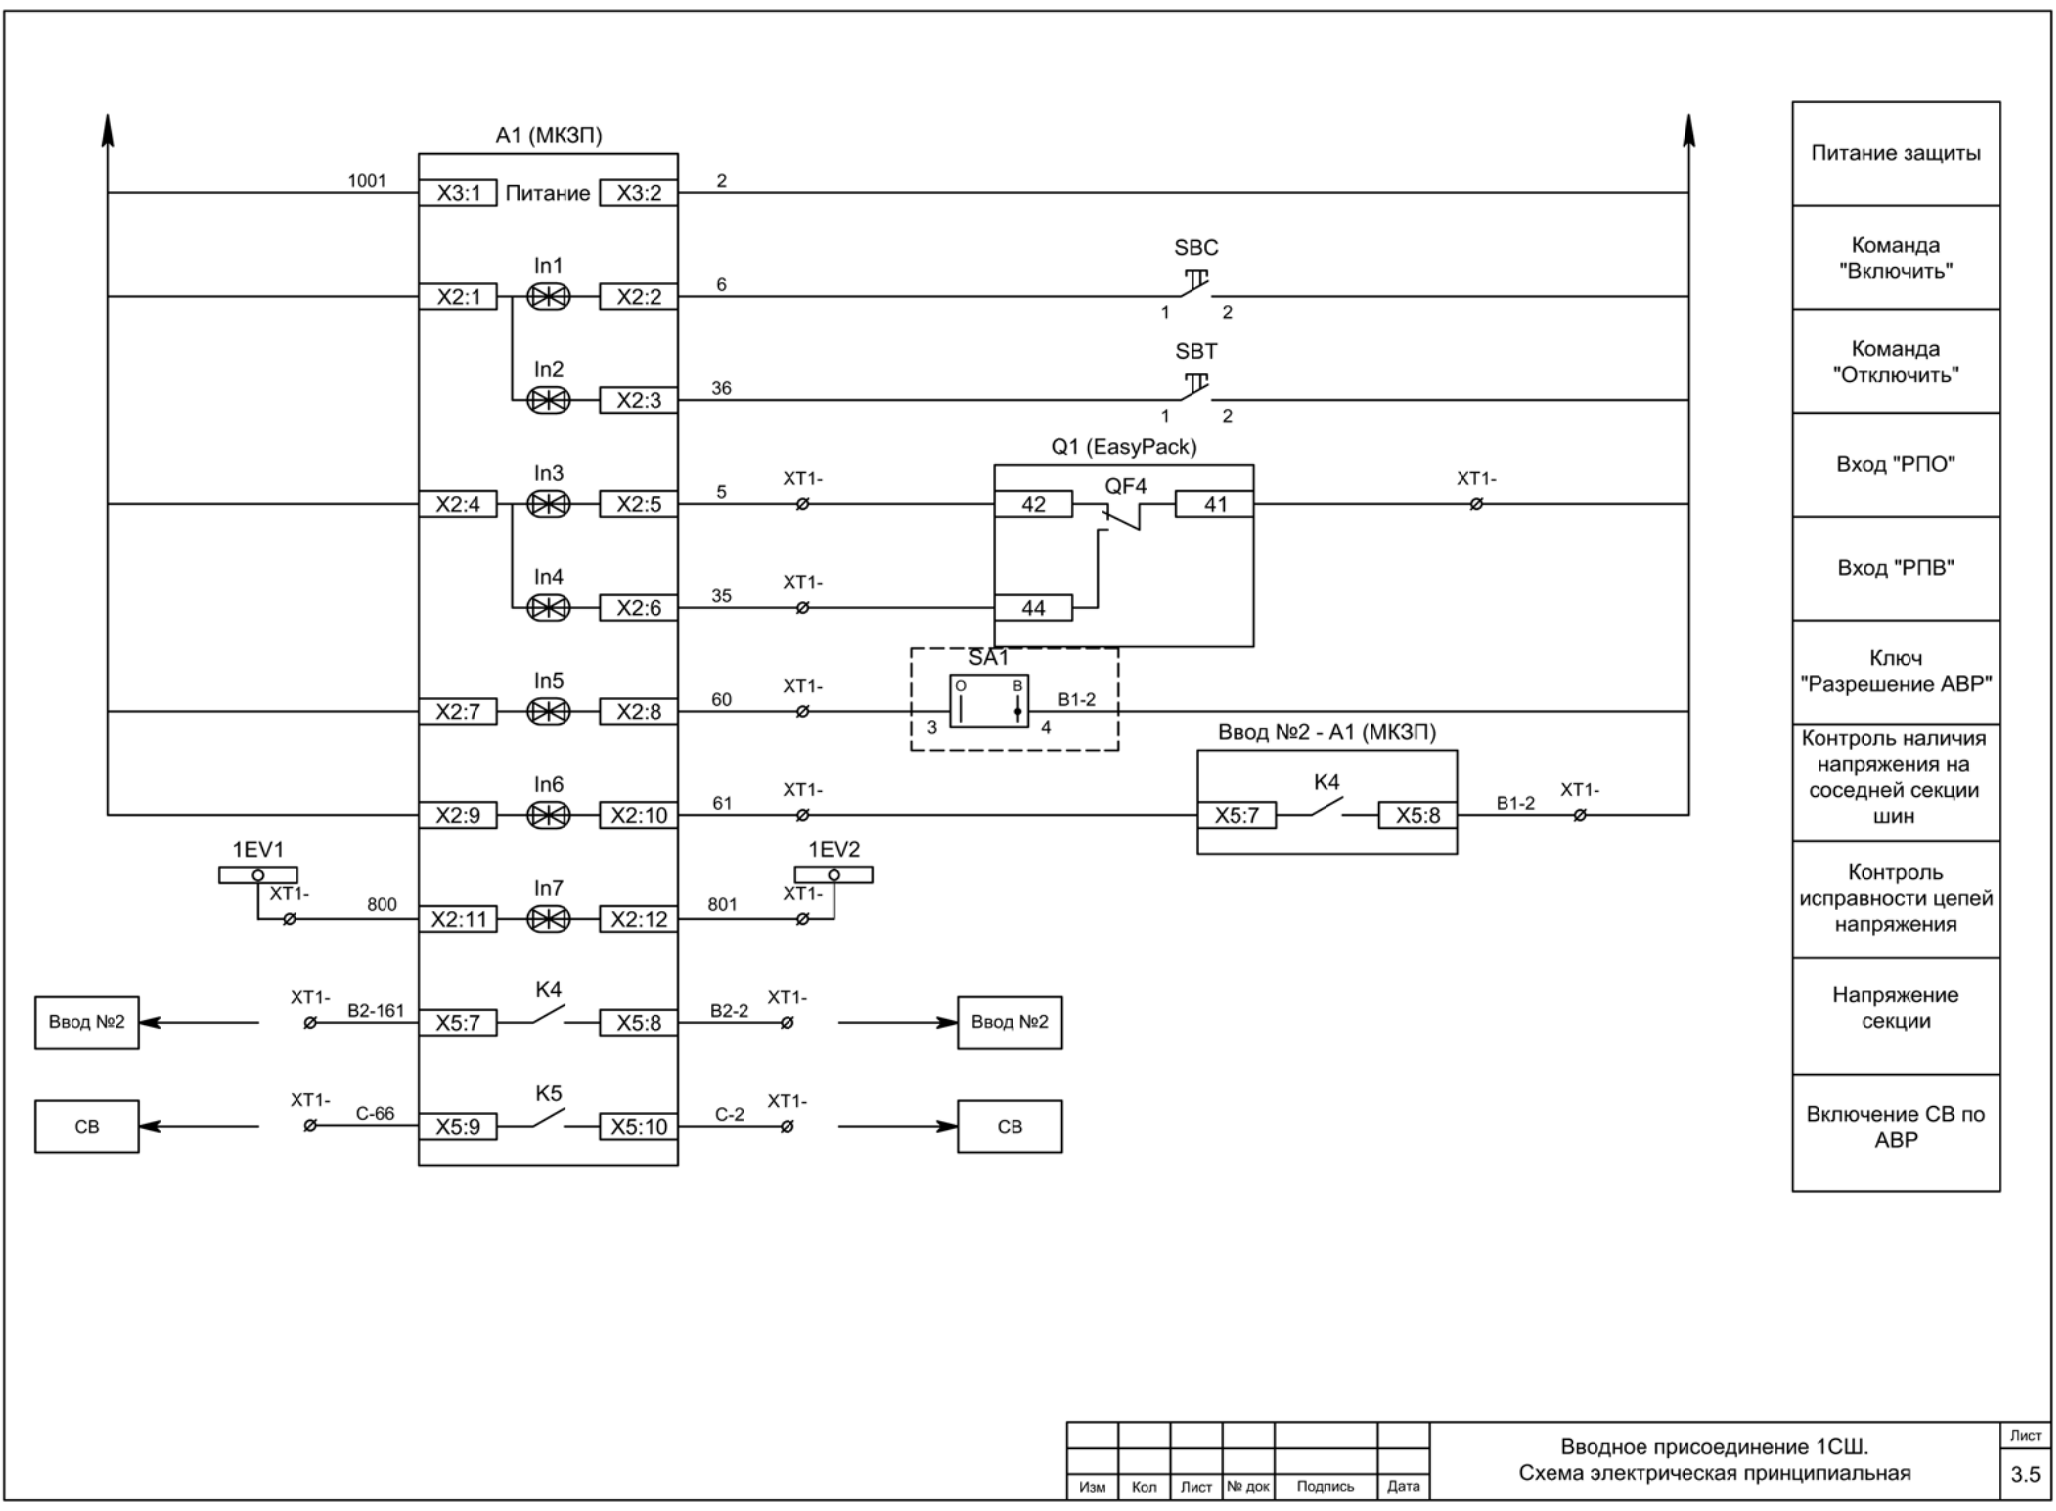 А1 (МКЗП)
1001
X3:1
Питание
X3:2
2
Питание защиты
In1
X2:1
X2:2
6
SBC
1
2
Команда
"Включить"
In2
X2:3
36
SBT
1
2
Команда
"Отключить"
Q1 (EasyPack)
In3
X2:4
X2:5
5
XT1-
42
QF4
41
XT1-
Вход "РПО"
In4
X2:6
35
XT1-
44
Вход "РПВ"
In5
X2:7
X2:8
60
XT1-
SA1
О
В
3
4
B1-2
Ключ
"Разрешение АВР"
Ввод №2 - А1 (МКЗП)
In6
X2:9
X2:10
61
XT1-
X5:7
K4
X5:8
B1-2
XT1-
Контроль наличия
напряжения на
соседней секции
шин
1EV1
XT1-
800
In7
X2:11
X2:12
801
1EV2
XT1-
Контроль
исправности цепей
напряжения
Ввод №2
XT1-
B2-161
X5:7
K4
X5:8
B2-2
XT1-
Ввод №2
Напряжение
секции
СВ
XT1-
C-66
X5:9
K5
X5:10
C-2
XT1-
СВ
Включение СВ по
АВР
Изм
Кол
Лист
№ док
Подпись
Дата
Вводное присоединение 1СШ.
Схема электрическая принципиальная
Лист
3.5